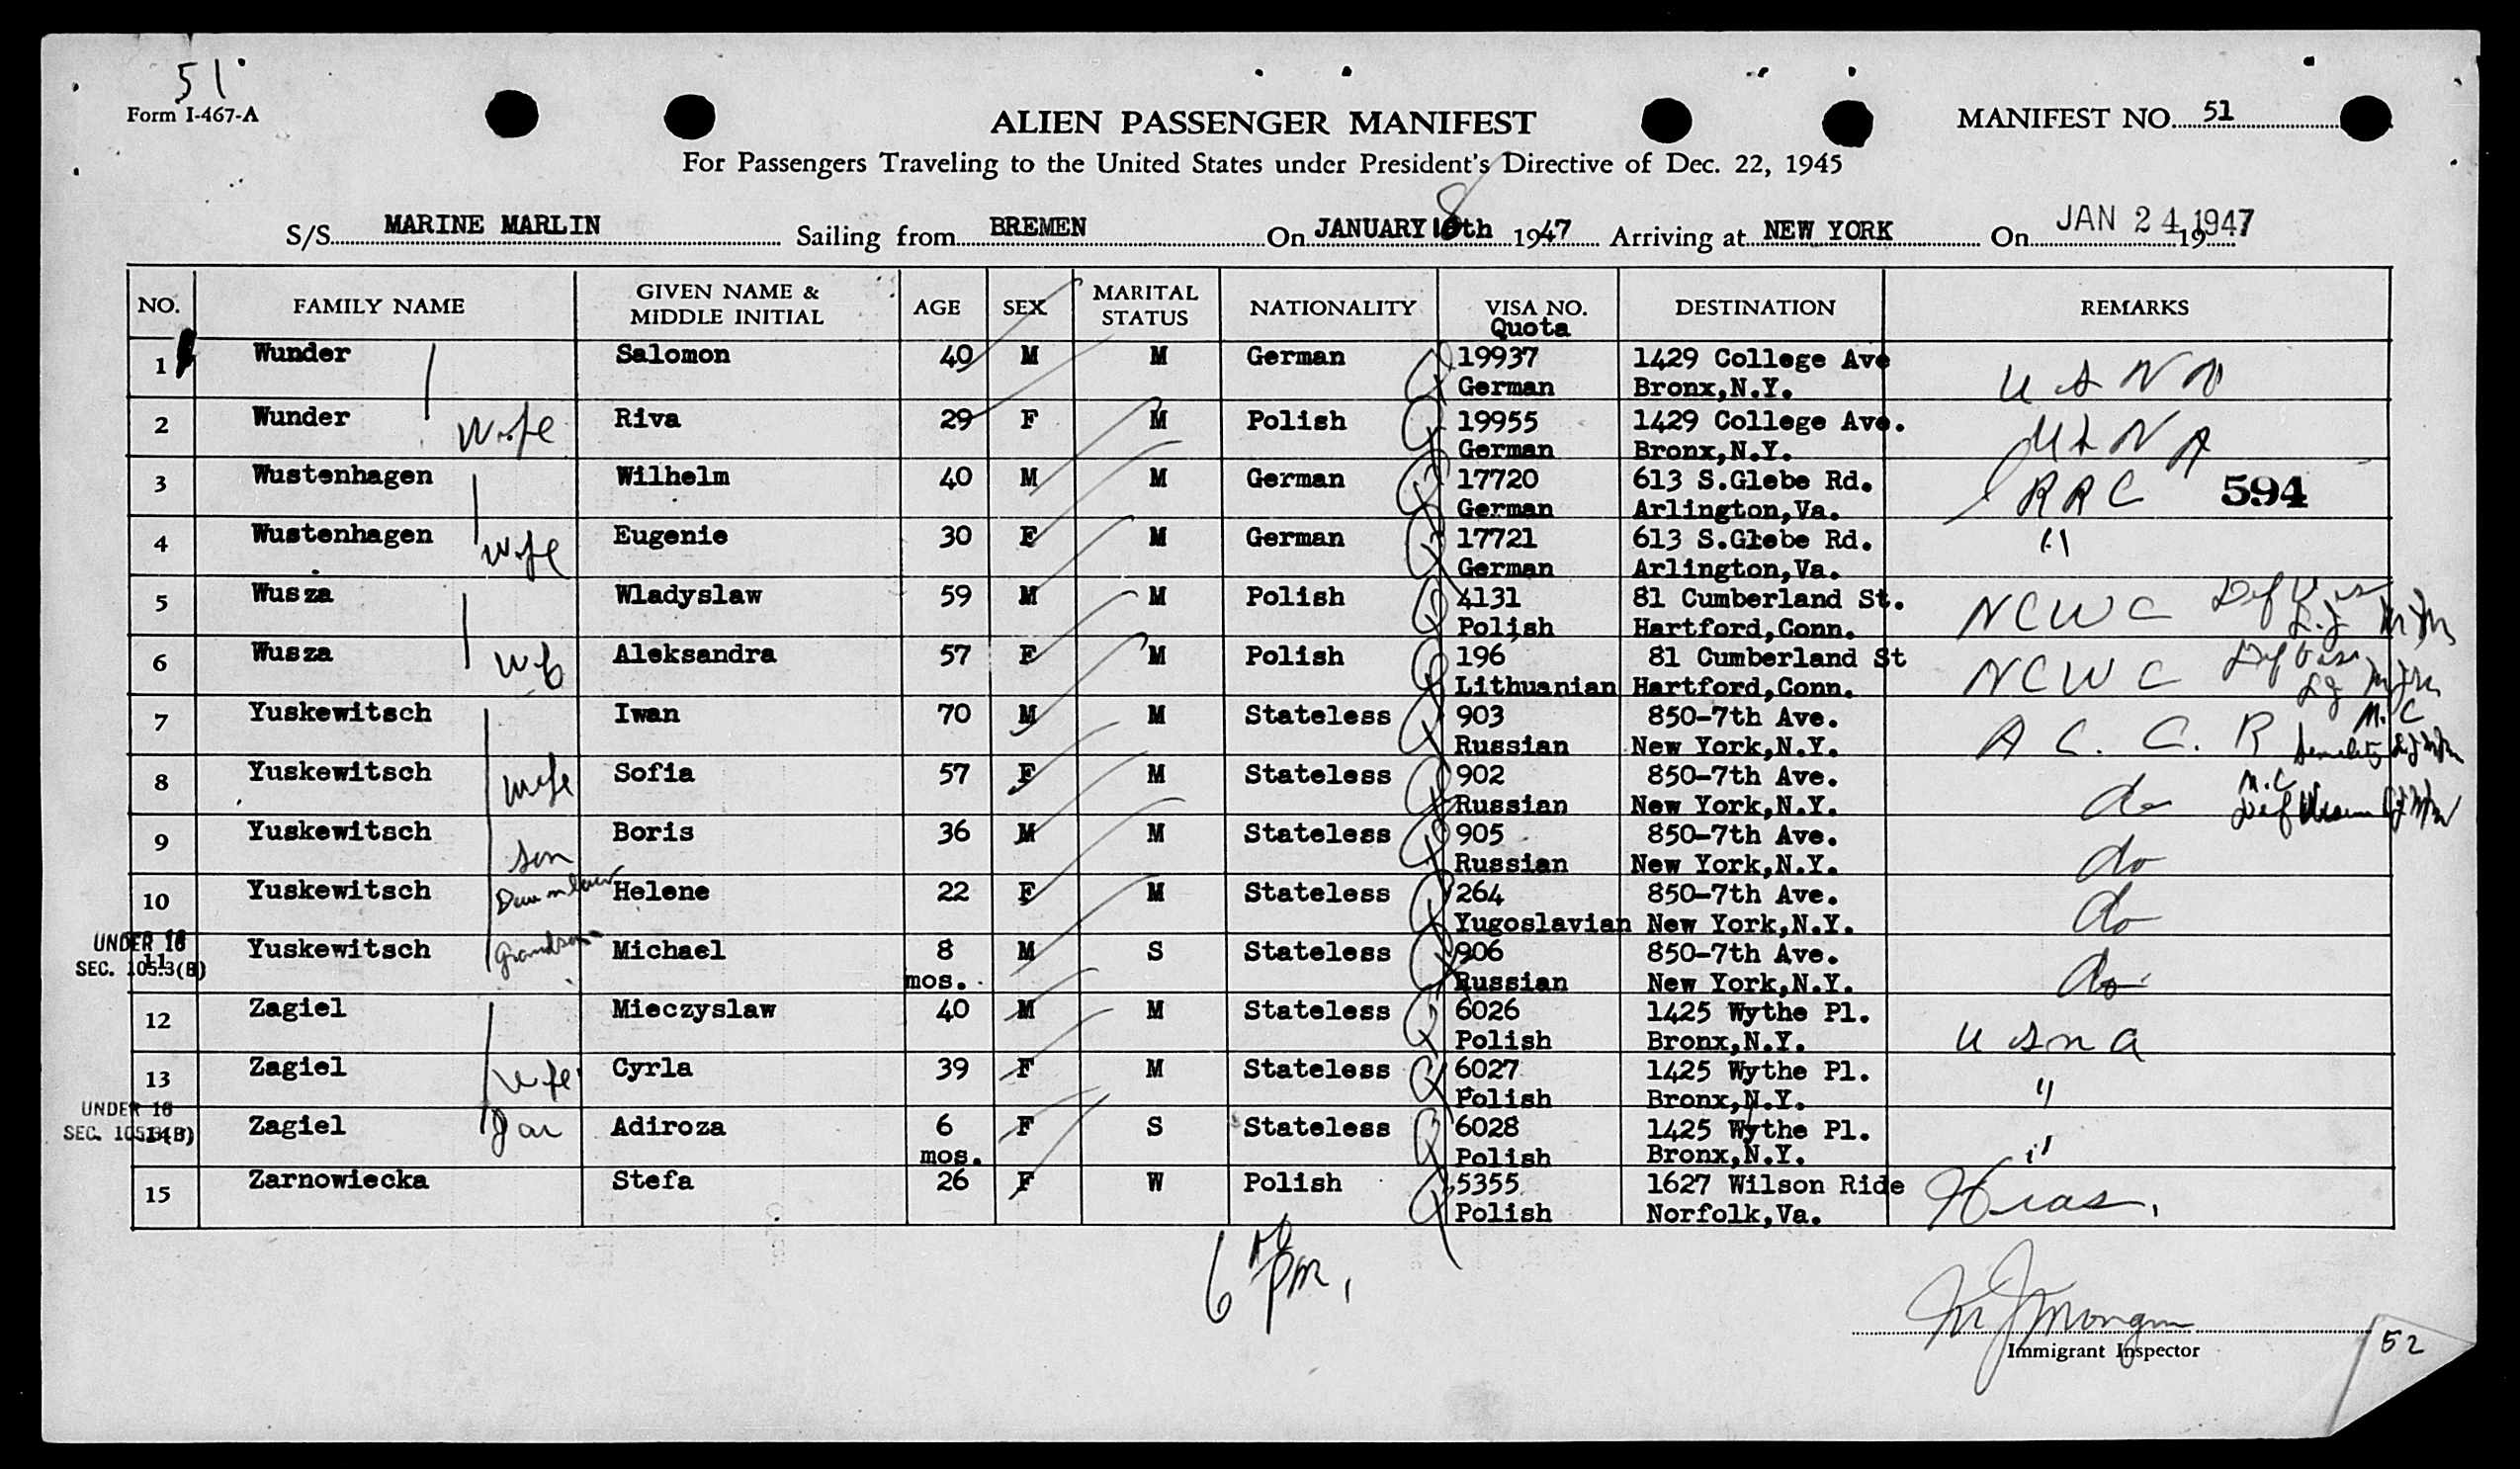 51
Form I-467-A
ALIEN PASSENGER MANIFEST
MANIFEST NO. 51
For Passengers Traveling to the United States under President's Directive of Dec. 22, 1945
S/S MARINE MARLIN Sailing from BREMEN On JANUARY 18th 1947 Arriving at NEW YORK On JAN 24 1947
NO. FAMILY NAME GIVEN NAME & MIDDLE INITIAL AGE SEX MARITAL STATUS NATIONALITY VISA NO. Quota DESTINATION REMARKS
1 Wunder Salomon 40 M M German 19937 1429 College Ave
German Bronx,N.Y. U S N A
2 Wunder Wife Riva 29 F M Polish 19955 1429 College Ave.
German Bronx,N.Y. U S N A
3 Wustenhagen Wilhelm 40 M M German 17720 613 S.Glebe Rd.
German Arlington,Va. R R C 594
4 Wustenhagen Wife Eugenie 30 F M German 17721 613 S.Glebe Rd. "
German Arlington,Va.
5 Wusza Wladyslaw 59 M M Polish 4131 81 Cumberland St.
Polish Hartford,Conn. N C W C
6 Wusza Wf Aleksandra 57 F M Polish 196 81 Cumberland St
Lithuanian Hartford,Conn. N C W C
7 Yuskewitsch Iwan 70 M M Stateless 903 850-7th Ave. M.C
Russian New York,N.Y. A C. C. R
8 Yuskewitsch Wife Sofia 57 F M Stateless 902 850-7th Ave. M.C
Russian New York,N.Y. do
9 Yuskewitsch Son Boris 36 M M Stateless 905 850-7th Ave.
Russian New York,N.Y. do
10 Yuskewitsch Helene 22 F M Stateless 264 850-7th Ave.
Yugoslavian New York,N.Y. do
UNDER 16
SEC. 105.3(B)
11 Yuskewitsch Grandson Michael 8 M S Stateless 906 850-7th Ave.
mos. Russian New York,N.Y. do
12 Zagiel Mieczyslaw 40 M M Stateless 6026 1425 Wythe Pl.
Polish Bronx,N.Y. U S N A
13 Zagiel Wife Cyrla 39 F M Stateless 6027 1425 Wythe Pl.
Polish Bronx,N.Y. "
UNDER 16
SEC. 105.3(B)
14 Zagiel Dau Adiroza 6 F S Stateless 6028 1425 Wythe Pl.
mos. Polish Bronx,N.Y. "
15 Zarnowiecka Stefa 26 F W Polish 5355 1627 Wilson Ride
Polish Norfolk,Va. Hias.
6 pm.
Immigrant Inspector
52